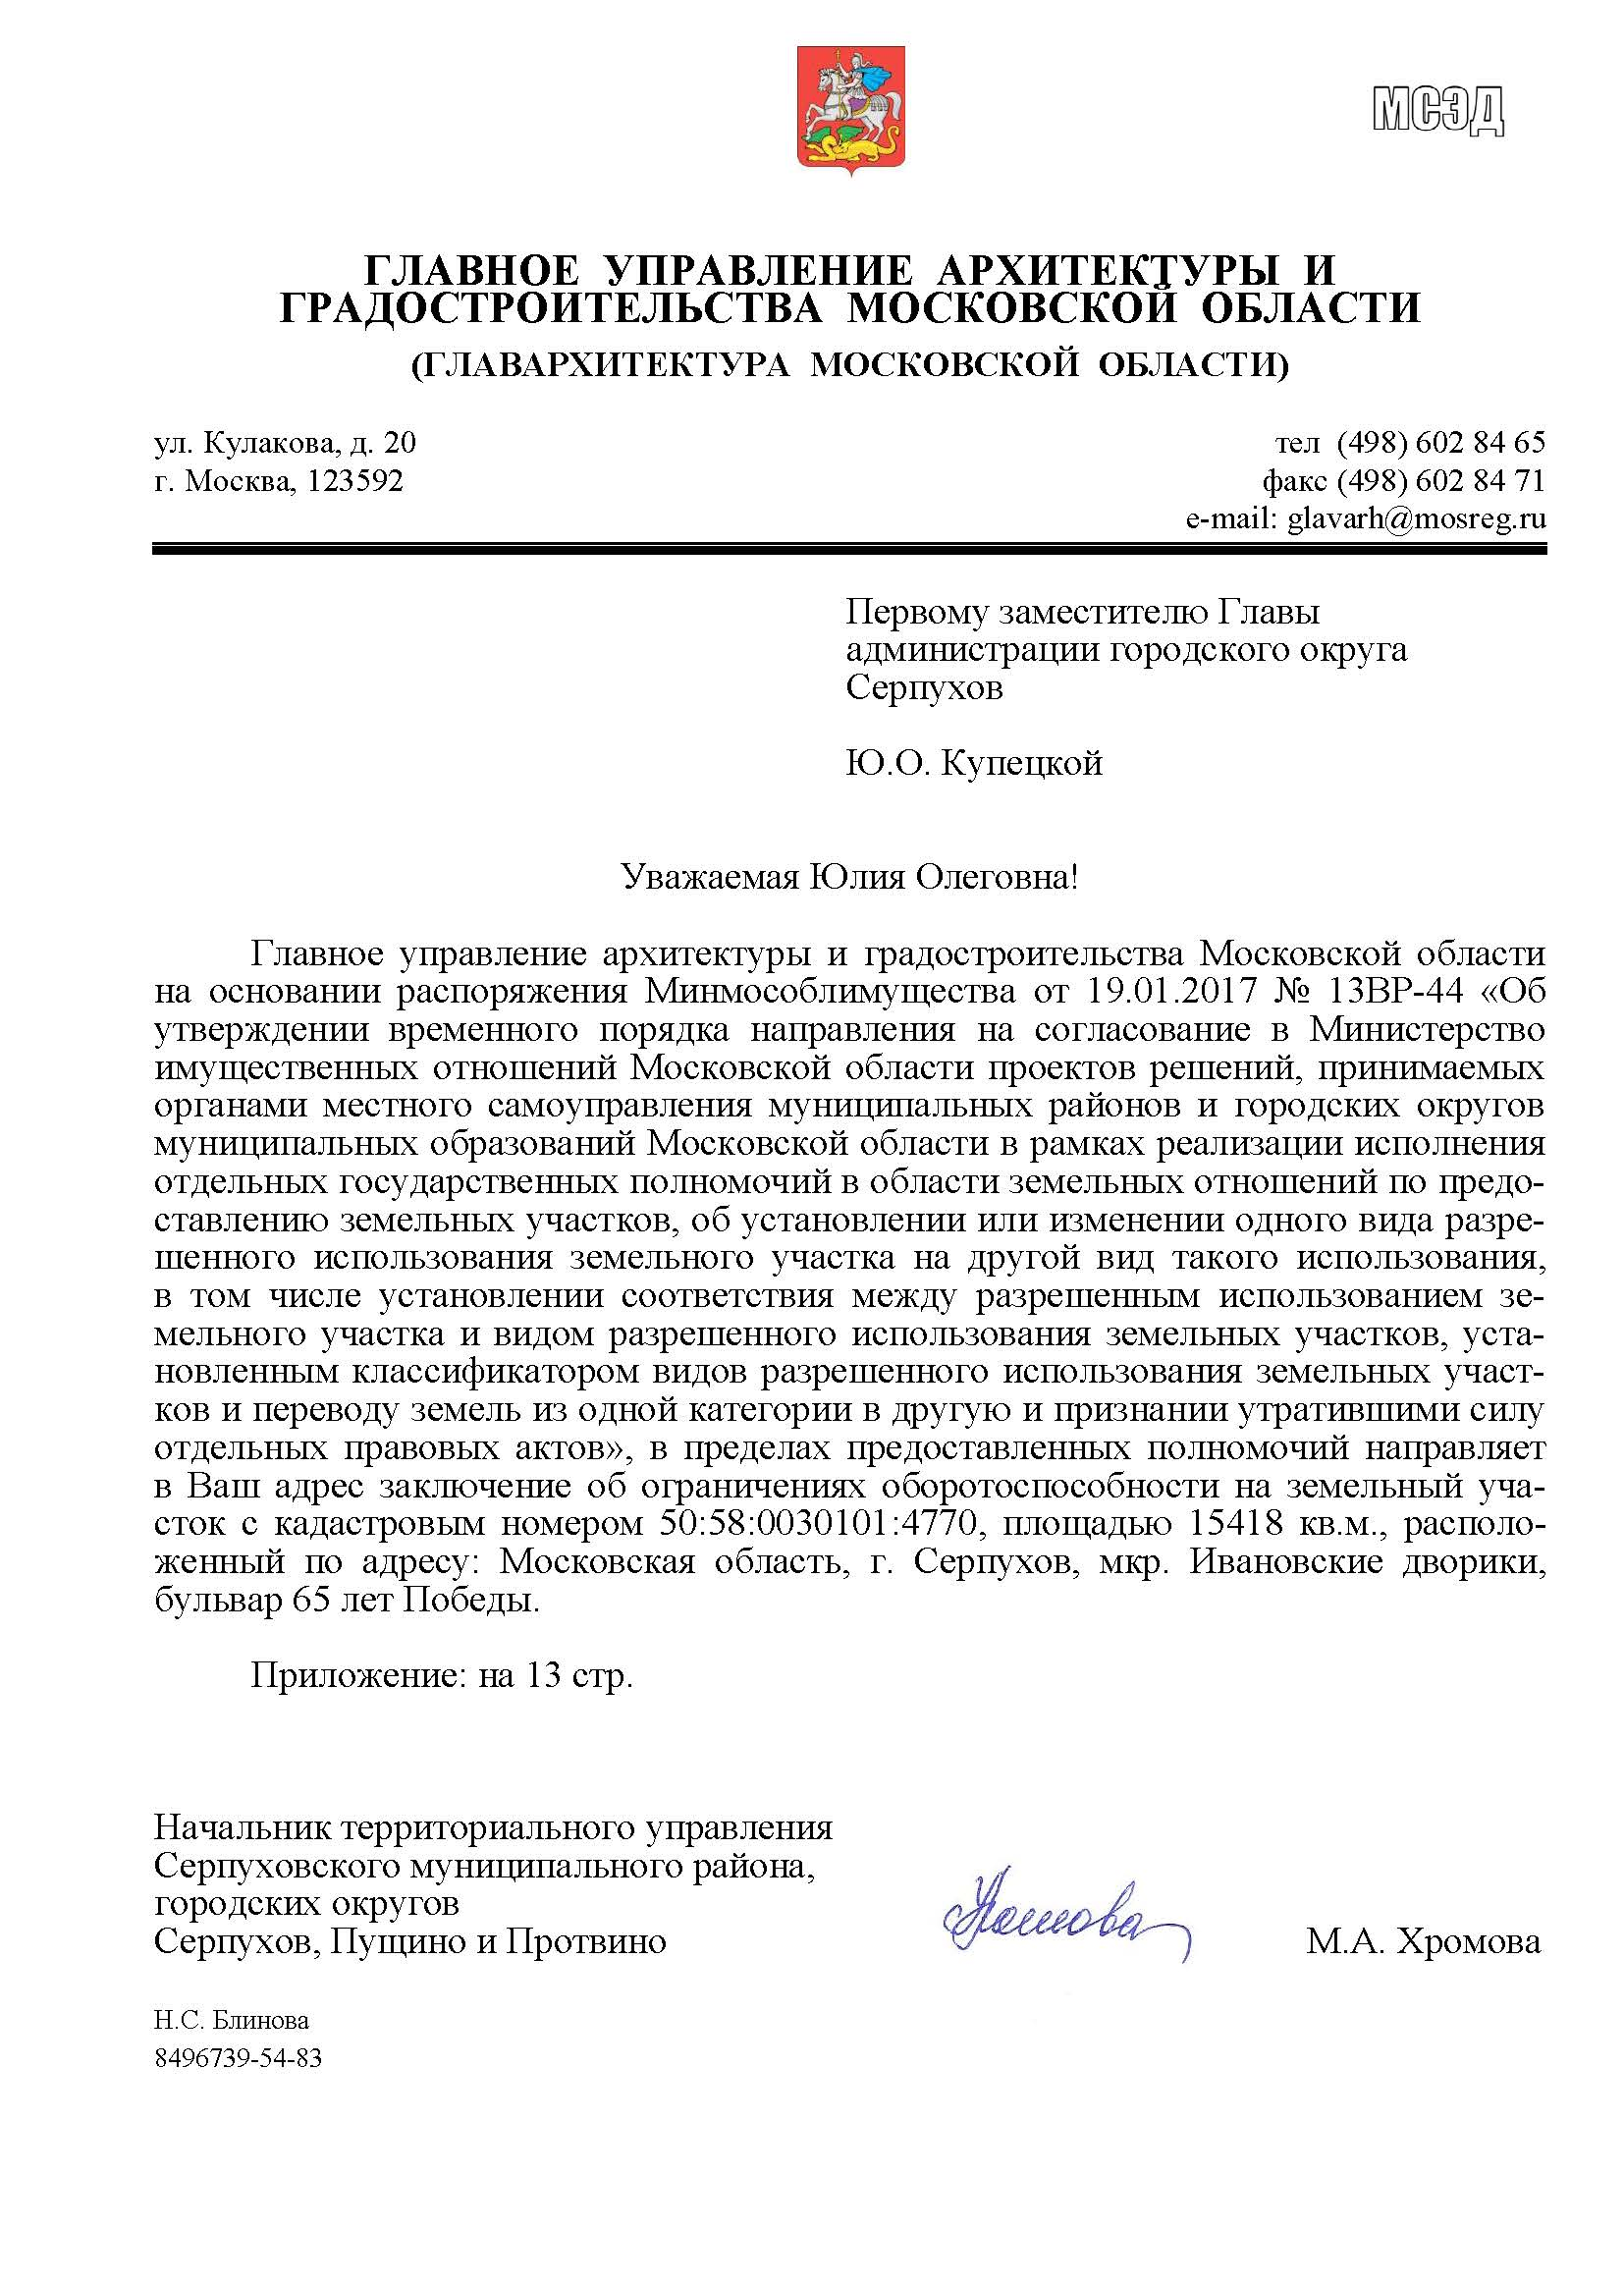 МСЭД
ГЛАВНОЕ УПРАВЛЕНИЕ АРХИТЕКТУРЫ И
ГРАДОСТРОИТЕЛЬСТВА МОСКОВСКОЙ ОБЛАСТИ
(ГЛАВАРХИТЕКТУРА МОСКОВСКОЙ ОБЛАСТИ)
ул. Кулакова, д. 20
г. Москва, 123592
тел (498) 602 84 65
факс (498) 602 84 71
e-mail: glavarh@mosreg.ru
Первому заместителю Главы
администрации городского округа
Серпухов
Ю.О. Купецкой
Уважаемая Юлия Олеговна!
Главное управление архитектуры и градостроительства Московской области
на основании распоряжения Минмособлимущества от 19.01.2017 № 13ВР-44 «Об
утверждении временного порядка направления на согласование в Министерство
имущественных отношений Московской области проектов решений, принимаемых
органами местного самоуправления муниципальных районов и городских округов
муниципальных образований Московской области в рамках реализации исполнения
отдельных государственных полномочий в области земельных отношений по предо-
ставлению земельных участков, об установлении или изменении одного вида разре-
шенного использования земельного участка на другой вид такого использования,
в том числе установлении соответствия между разрешенным использованием зе-
мельного участка и видом разрешенного использования земельных участков, уста-
новленным классификатором видов разрешенного использования земельных участ-
ков и переводу земель из одной категории в другую и признании утратившими силу
отдельных правовых актов», в пределах предоставленных полномочий направляет
в Ваш адрес заключение об ограничениях оборотоспособности на земельный уча-
сток с кадастровым номером 50:58:0030101:4770, площадью 15418 кв.м., располо-
женный по адресу: Московская область, г. Серпухов, мкр. Ивановские дворики,
бульвар 65 лет Победы.
Приложение: на 13 стр.
Начальник территориального управления
Серпуховского муниципального района,
городских округов
Серпухов, Пущино и Протвино
М.А. Хромова
Н.С. Блинова
8496739-54-83